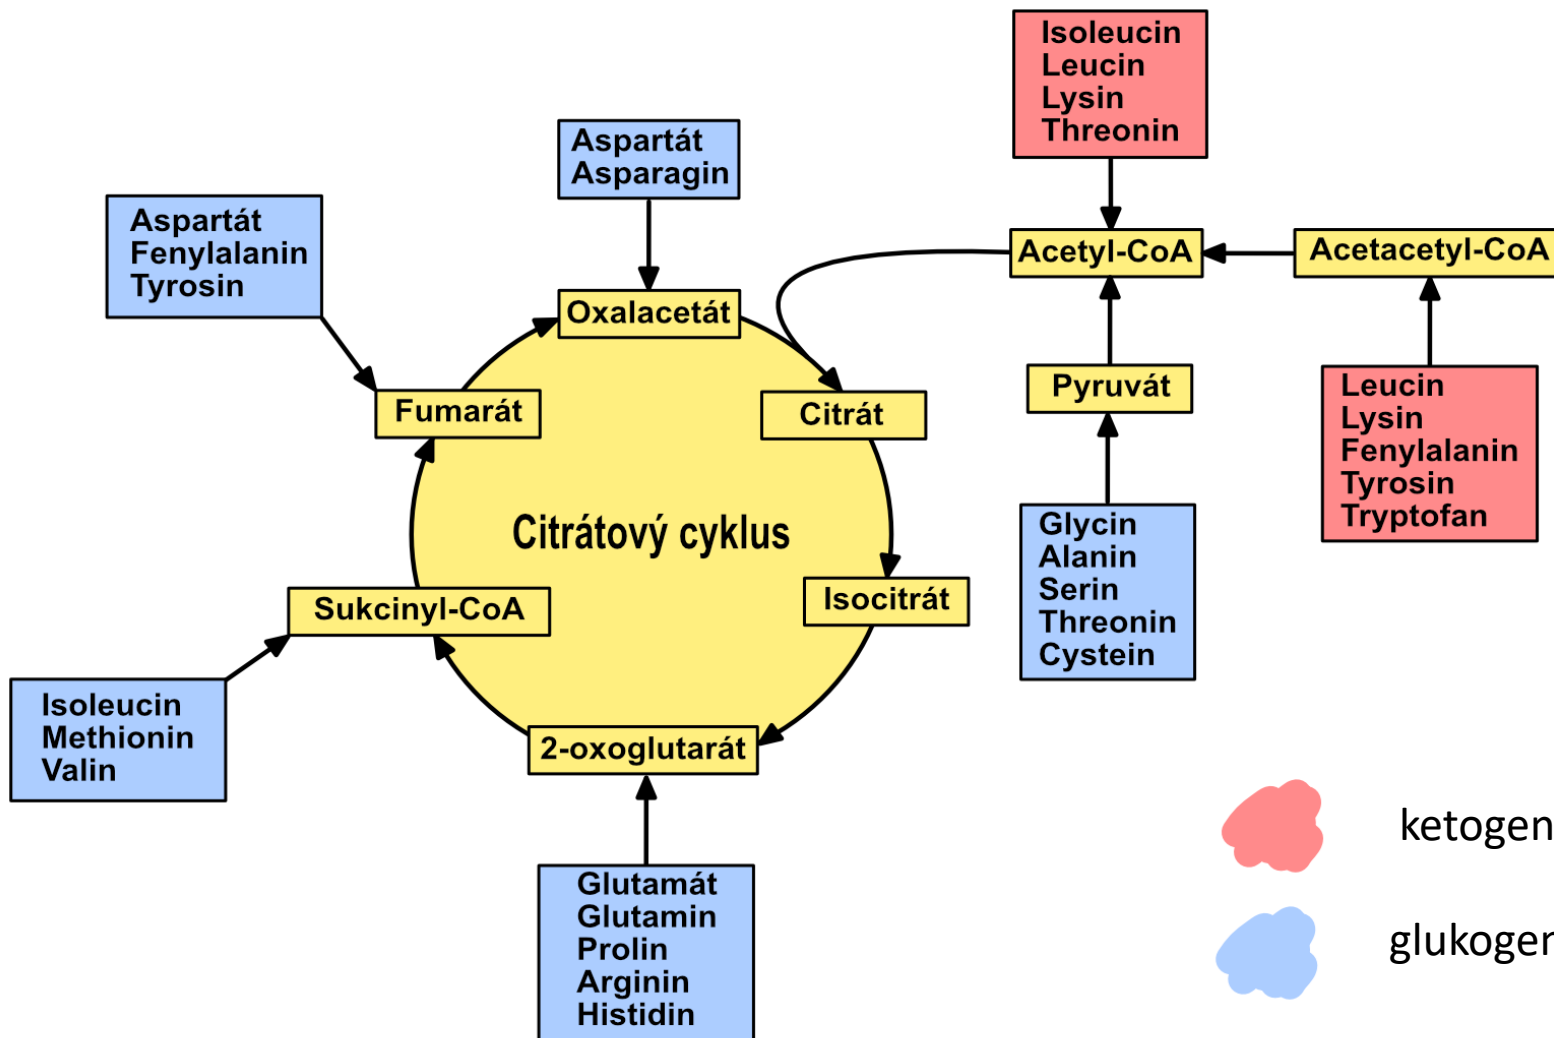 Isoleucin
Leucin
Lysin
Threonin
Aspartát
Asparagin
Aspartát
Fenylalanin
Tyrosin
Acetyl-CoA
Acetacetyl-CoA
Oxalacetát
Fumarát
Citrát
Pyruvát
Leucin
Lysin
Fenylalanin
Tyrosin
Tryptofan
Citrátový cyklus
Glycin
Alanin
Serin
Threonin
Cystein
Sukcinyl-CoA
Isocitrát
Isoleucin
Methionin
Valin
2-oxoglutarát
Glutamát
Glutamin
Prolin
Arginin
Histidin
ketogen
glukogen